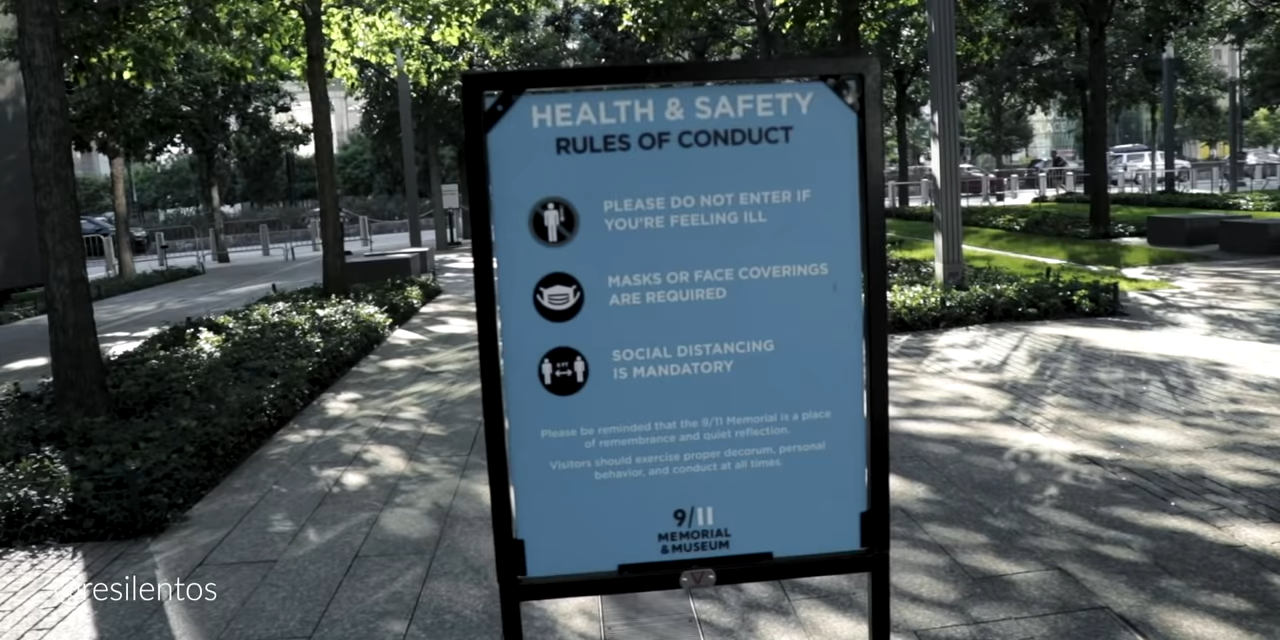 HEALTH & SAFETY
RULES OF CONDUCT
PLEASE DO NOT ENTER IF
YOU'RE FEELING ILL
MASKS OR FACE COVERINGS
ARE REQUIRED
SOCIAL DISTANCING
IS MANDATORY
Please be reminded that the 9/11 Memorial is a place
of remembrance and quiet reflection.
Visitors should exercise proper decorum, personal
behavior, and conduct at all times.
9/11
MEMORIAL
& MUSEUM